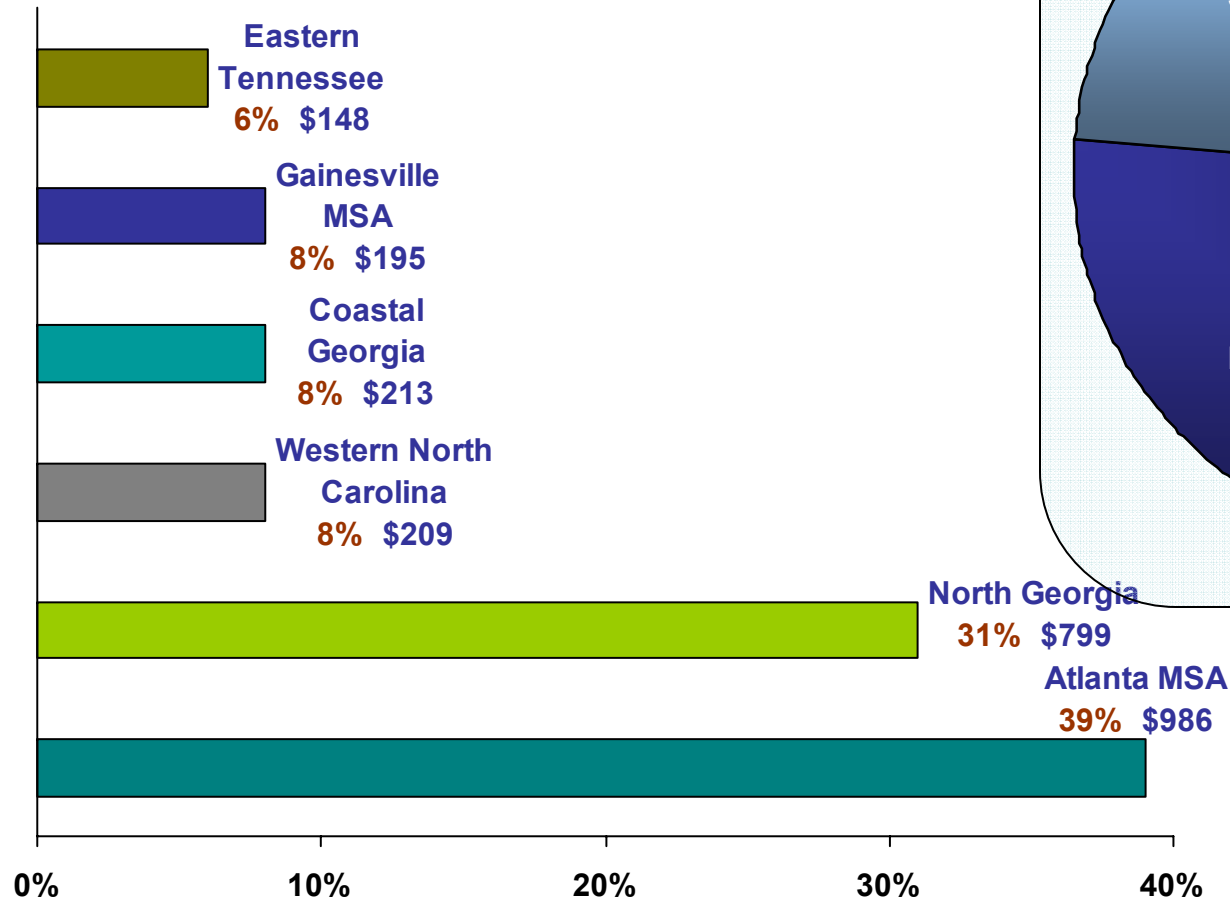 Eastern
Tennessee
6% $148
Gainesville
MSA
8% $195
Coastal
Georgia
8% $213
Western North
Carolina
8% $209
North Georgia
31% $799
Atlanta MSA
39% $986
0% 10% 20% 30% 40%